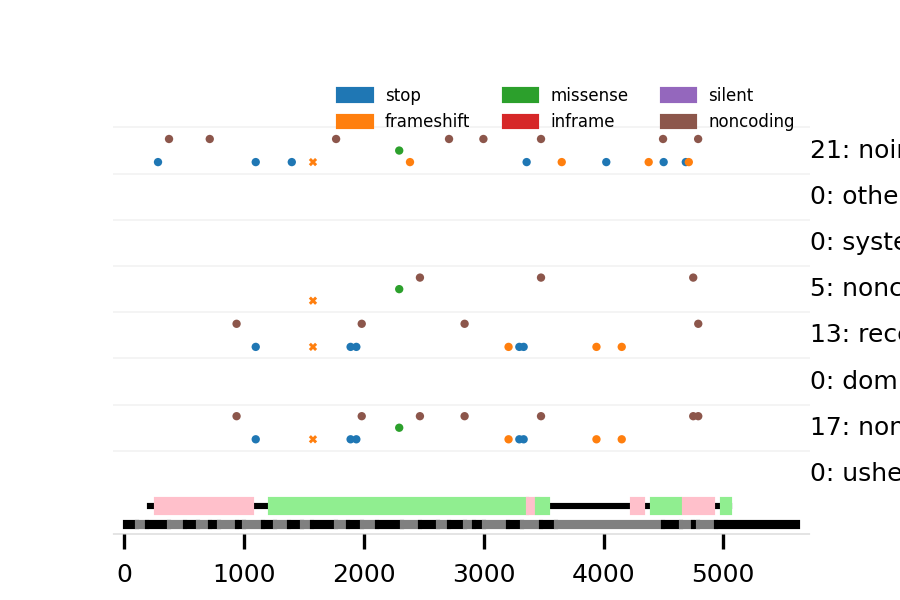 stop missense silent
frameshift inframe noncoding
21: noi
0: othe
0: syste
5: nonc
13: rece
0: dom
17: non
0: ushe
0 1000 2000 3000 4000 5000